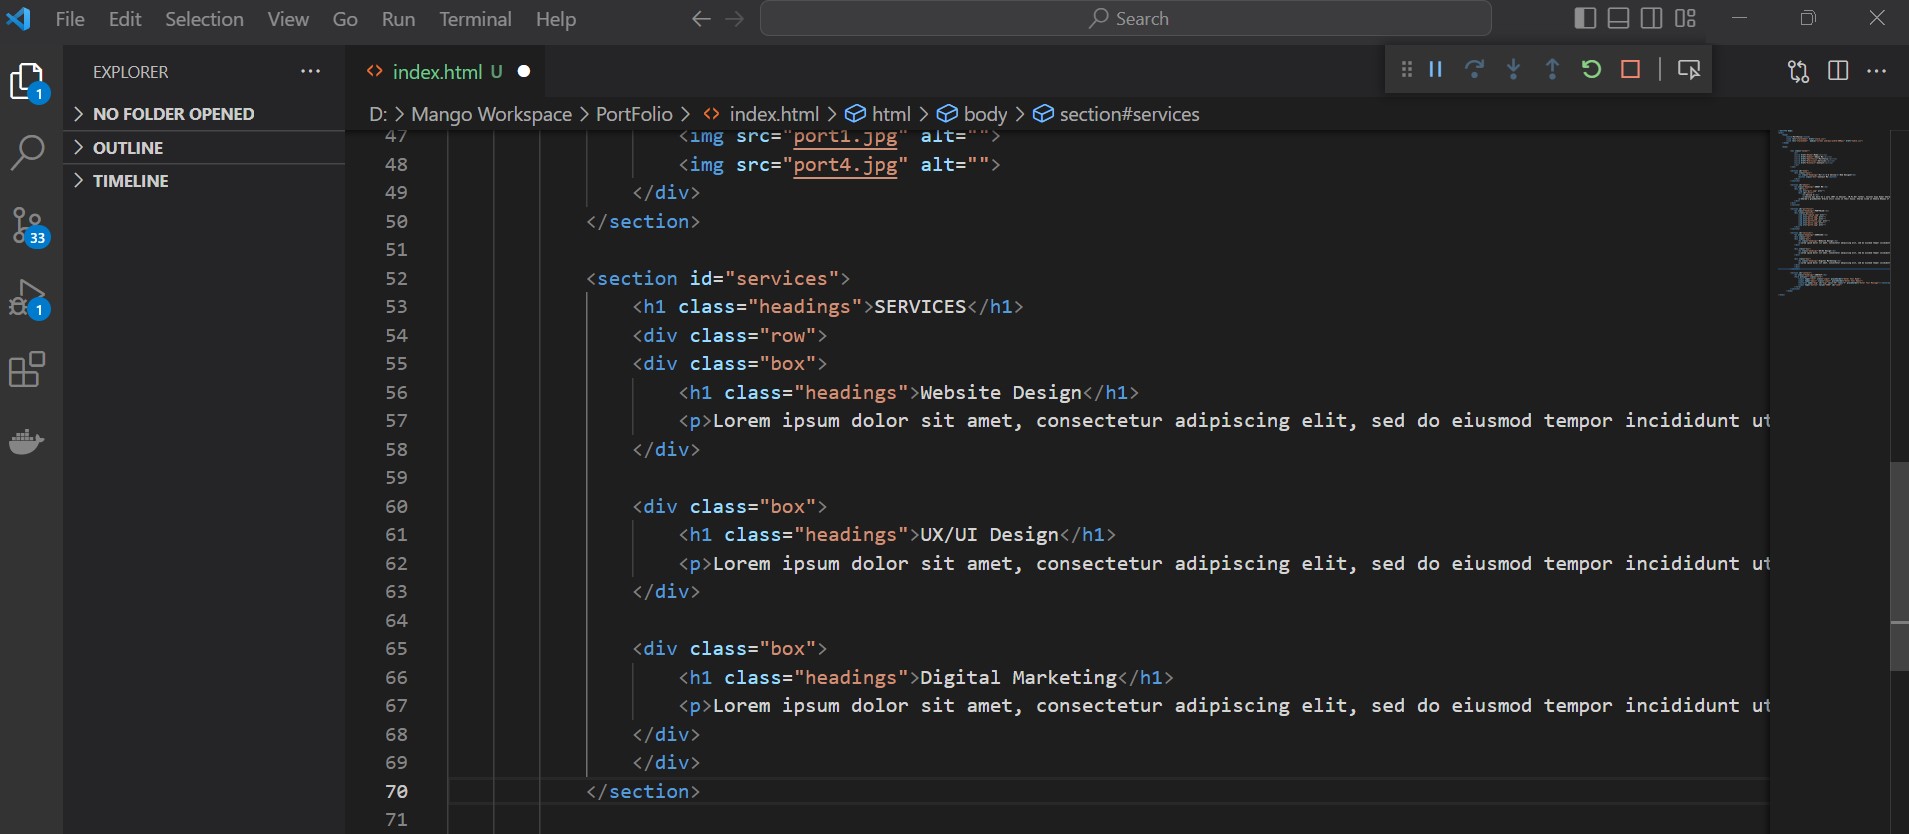 File Edit Selection View Go Run Terminal Help Search
EXPLORER
1
NO FOLDER OPENED
OUTLINE
TIMELINE
33
1
index.html U
D: > Mango Workspace > PortFolio > index.html > html > body > section#services
47 <img src="port1.jpg" alt="">
48 <img src="port4.jpg" alt="">
49 </div>
50 </section>
51
52 <section id="services">
53 <h1 class="headings">SERVICES</h1>
54 <div class="row">
55 <div class="box">
56 <h1 class="headings">Website Design</h1>
57 <p>Lorem ipsum dolor sit amet, consectetur adipiscing elit, sed do eiusmod tempor incididunt ut
58 </div>
59
60 <div class="box">
61 <h1 class="headings">UX/UI Design</h1>
62 <p>Lorem ipsum dolor sit amet, consectetur adipiscing elit, sed do eiusmod tempor incididunt ut
63 </div>
64
65 <div class="box">
66 <h1 class="headings">Digital Marketing</h1>
67 <p>Lorem ipsum dolor sit amet, consectetur adipiscing elit, sed do eiusmod tempor incididunt ut
68 </div>
69 </div>
70 </section>
71